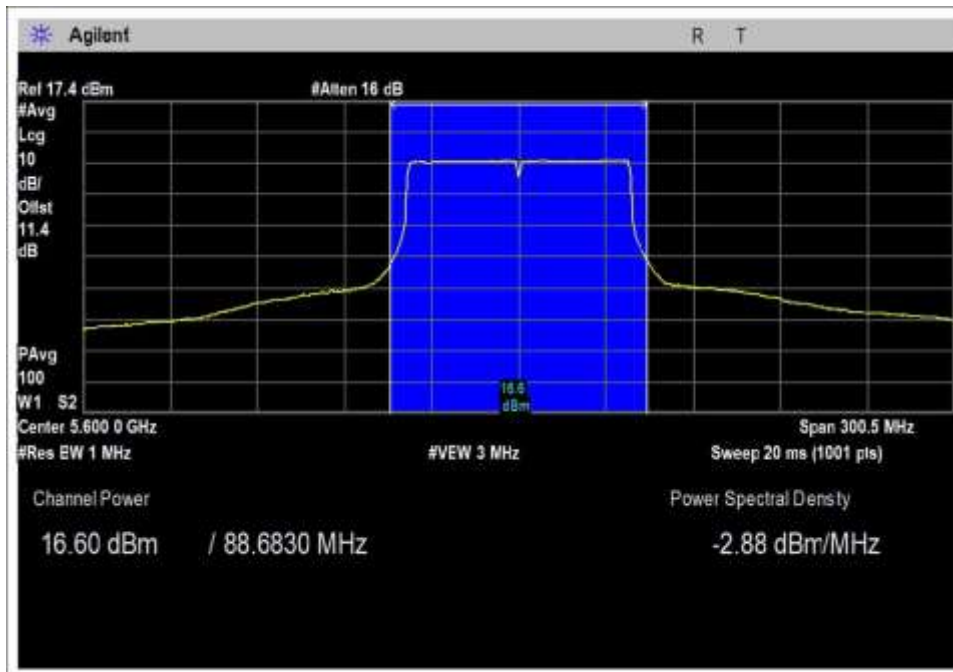 Agilent R T
Ref 17.4 dBm #Atten 16 dB
#Avg
Log
10
dB/
Offst
11.4
dB
PAvg
100
W1 S2
16.6
dBm
Center 5.600 0 GHz Span 300.5 MHz
#Res BW 1 MHz #VBW 3 MHz Sweep 20 ms (1001 pts)
Channel Power Power Spectral Density
16.60 dBm / 88.6830 MHz -2.88 dBm/MHz